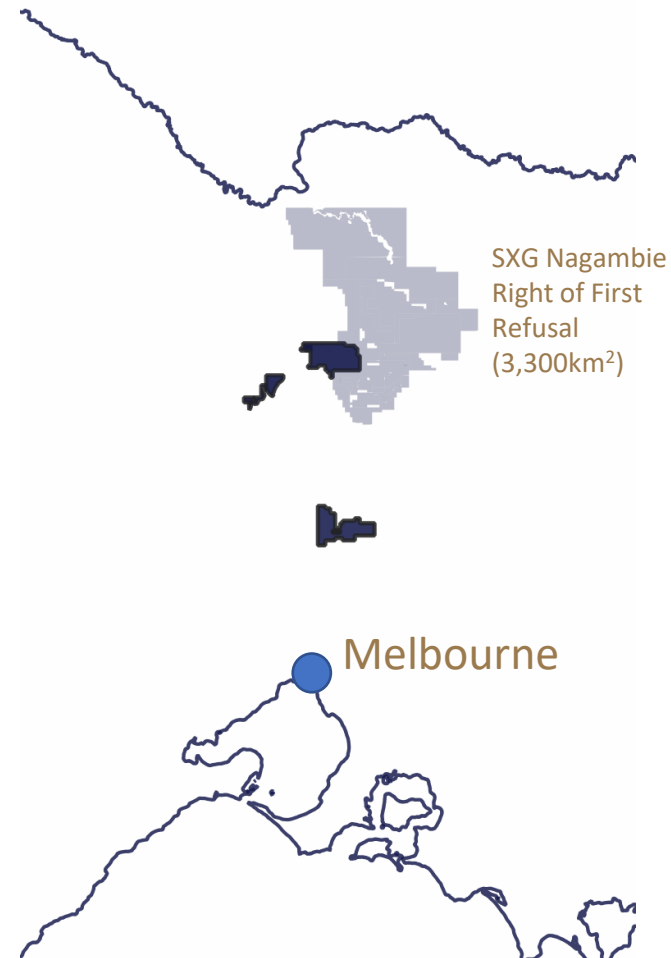 SXG Nagambie
Right of First
Refusal
(3,300km²)
Melbourne